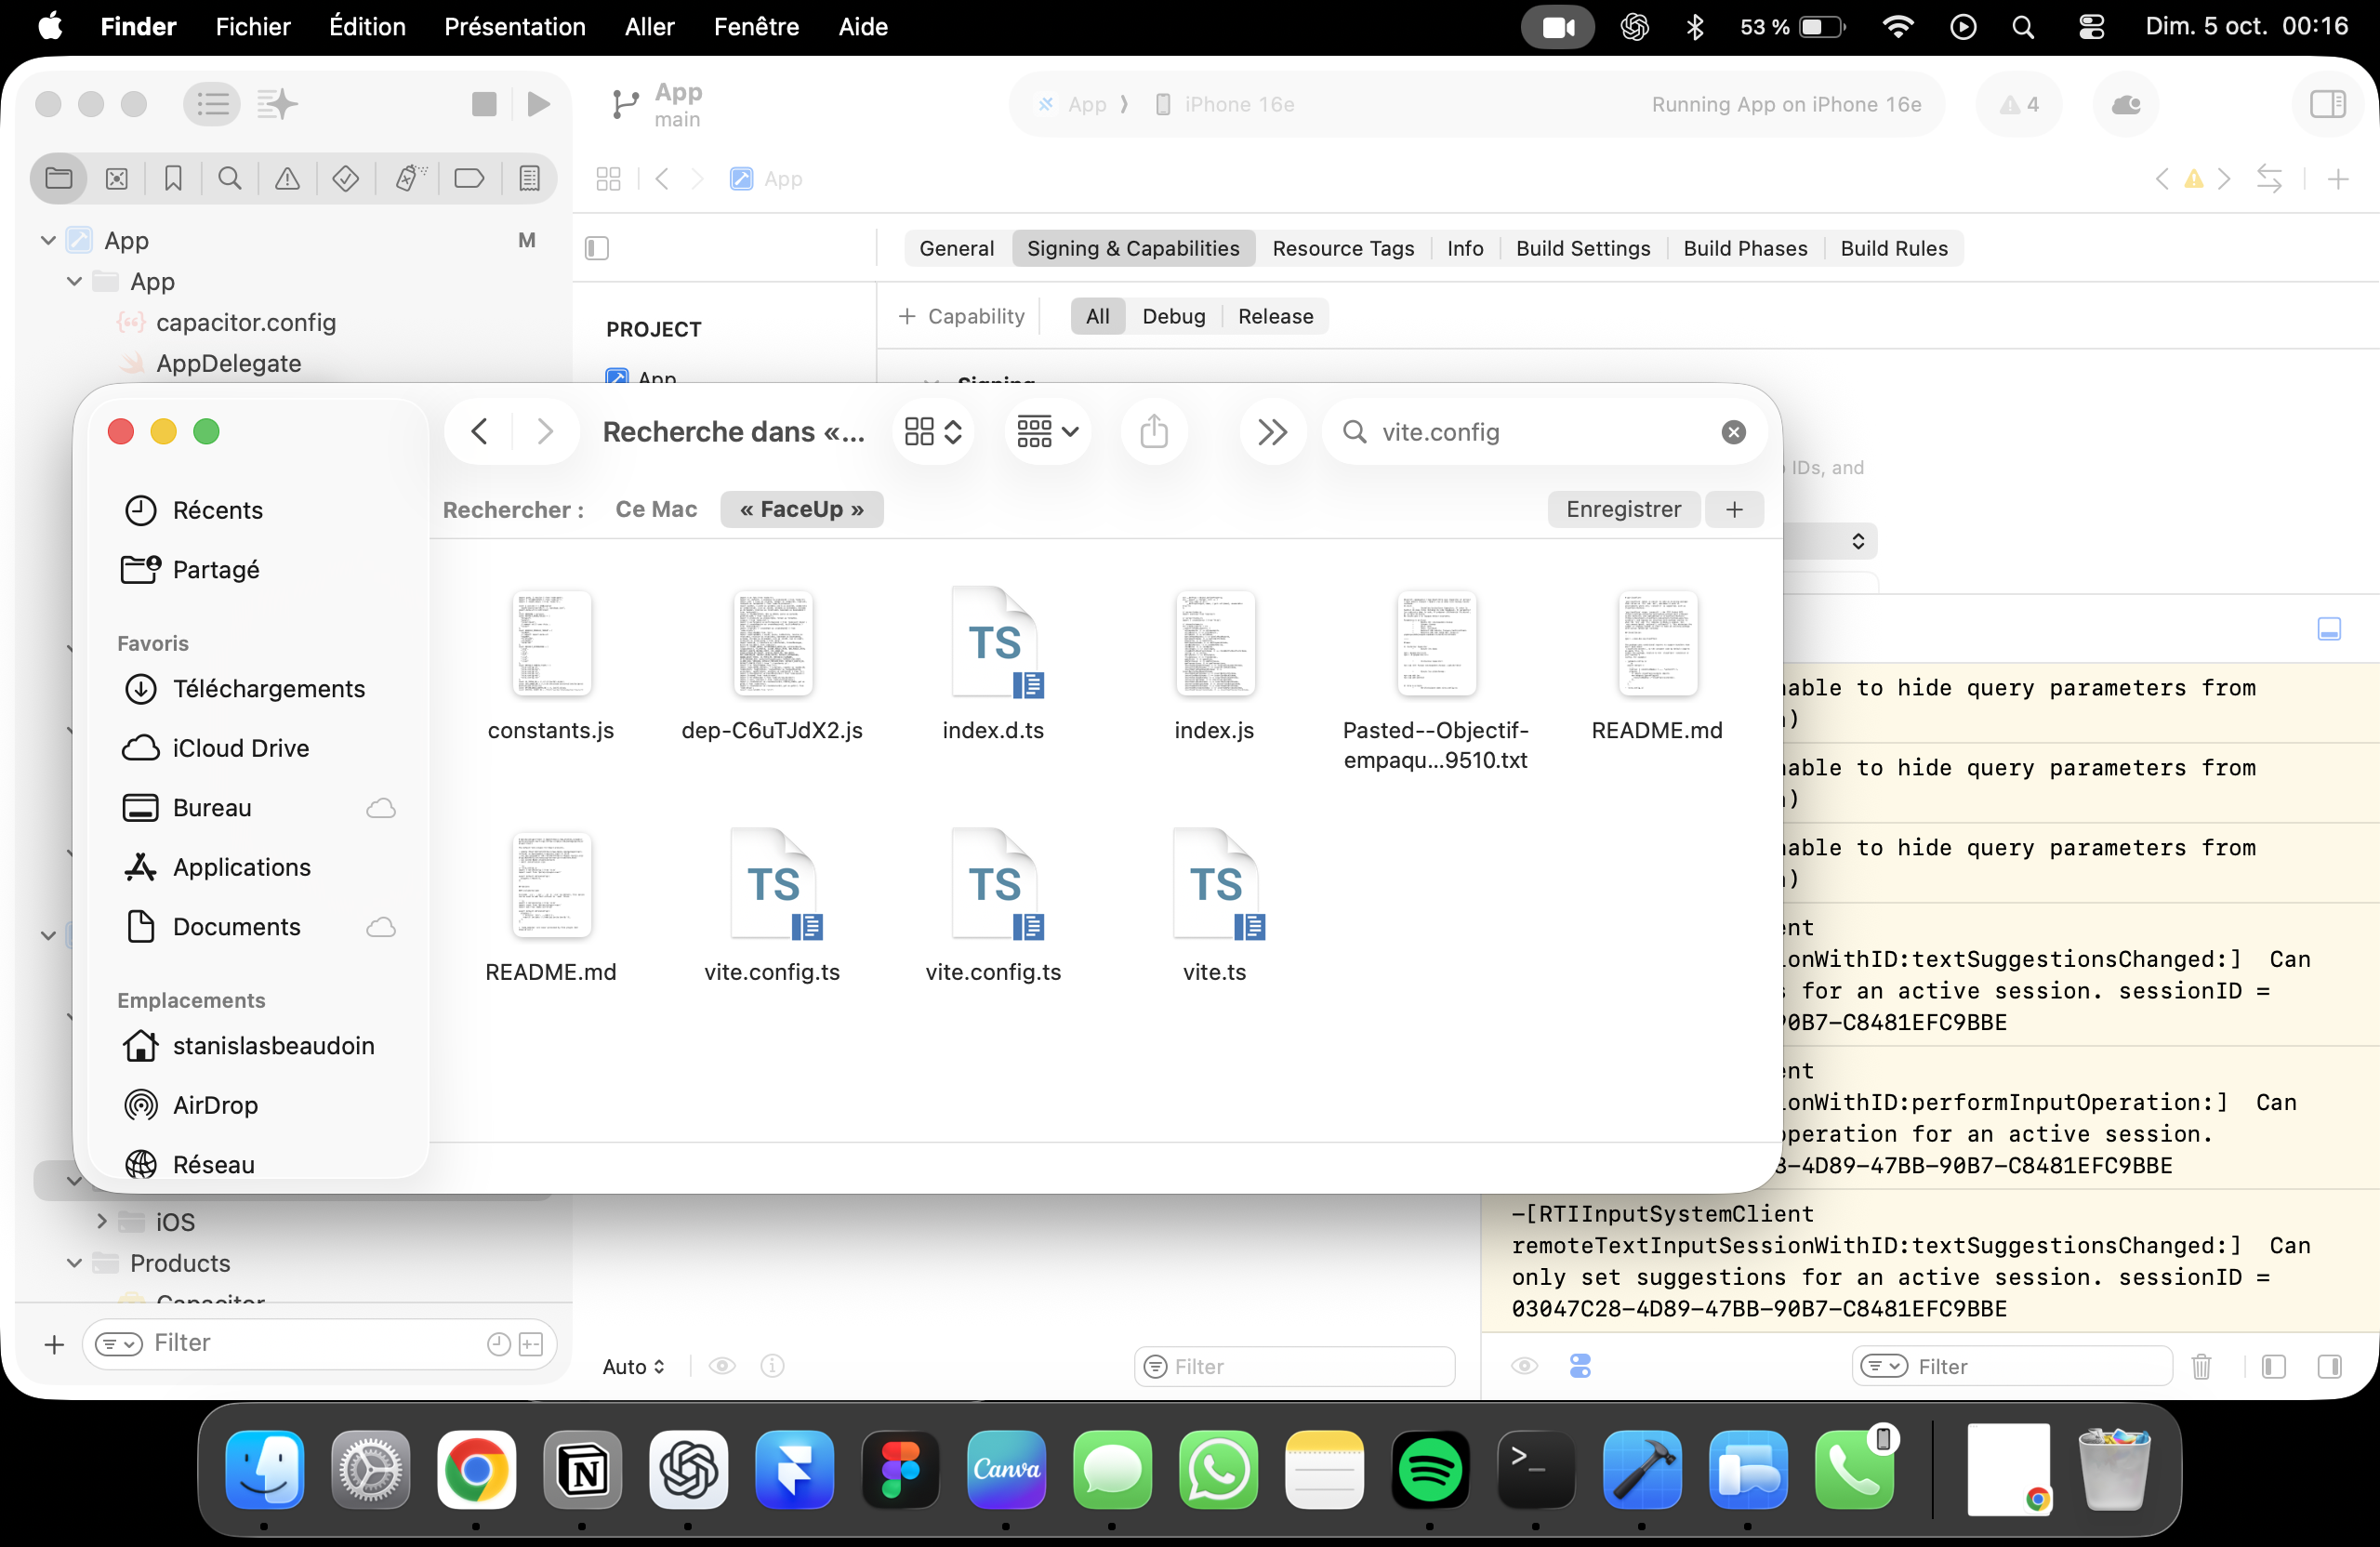 Finder Fichier Édition Présentation Aller Fenêtre Aide 53 % Dim. 5 oct. 00:16
App
main
App iPhone 16e Running App on iPhone 16e 4
App
App M
App
capacitor.config
AppDelegate
General Signing & Capabilities Resource Tags Info Build Settings Build Phases Build Rules
PROJECT
App
+ Capability All Debug Release
Signing
IDs, and
Recherche dans «... vite.config
Rechercher : Ce Mac « FaceUp » Enregistrer +
Récents
Partagé
Favoris
Téléchargements
iCloud Drive
Bureau
Applications
Documents
Emplacements
stanislasbeaudoin
AirDrop
Réseau
constants.js
dep-C6uTJdX2.js
TS
index.d.ts
index.js
Pasted--Objectif-
empaqu...9510.txt
README.md
README.md
TS
vite.config.ts
TS
vite.config.ts
TS
vite.ts
able to hide query parameters from
)
able to hide query parameters from
)
able to hide query parameters from
)
nt
onWithID:textSuggestionsChanged:] Can
for an active session. sessionID =
0B7-C8481EFC9BBE
nt
onWithID:performInputOperation:] Can
operation for an active session.
-4D89-47BB-90B7-C8481EFC9BBE
-[RTIInputSystemClient
remoteTextInputSessionWithID:textSuggestionsChanged:] Can
only set suggestions for an active session. sessionID =
03047C28-4D89-47BB-90B7-C8481EFC9BBE
iOS
Products
Capacitor
Filter
Auto
Filter
Filter
Canva